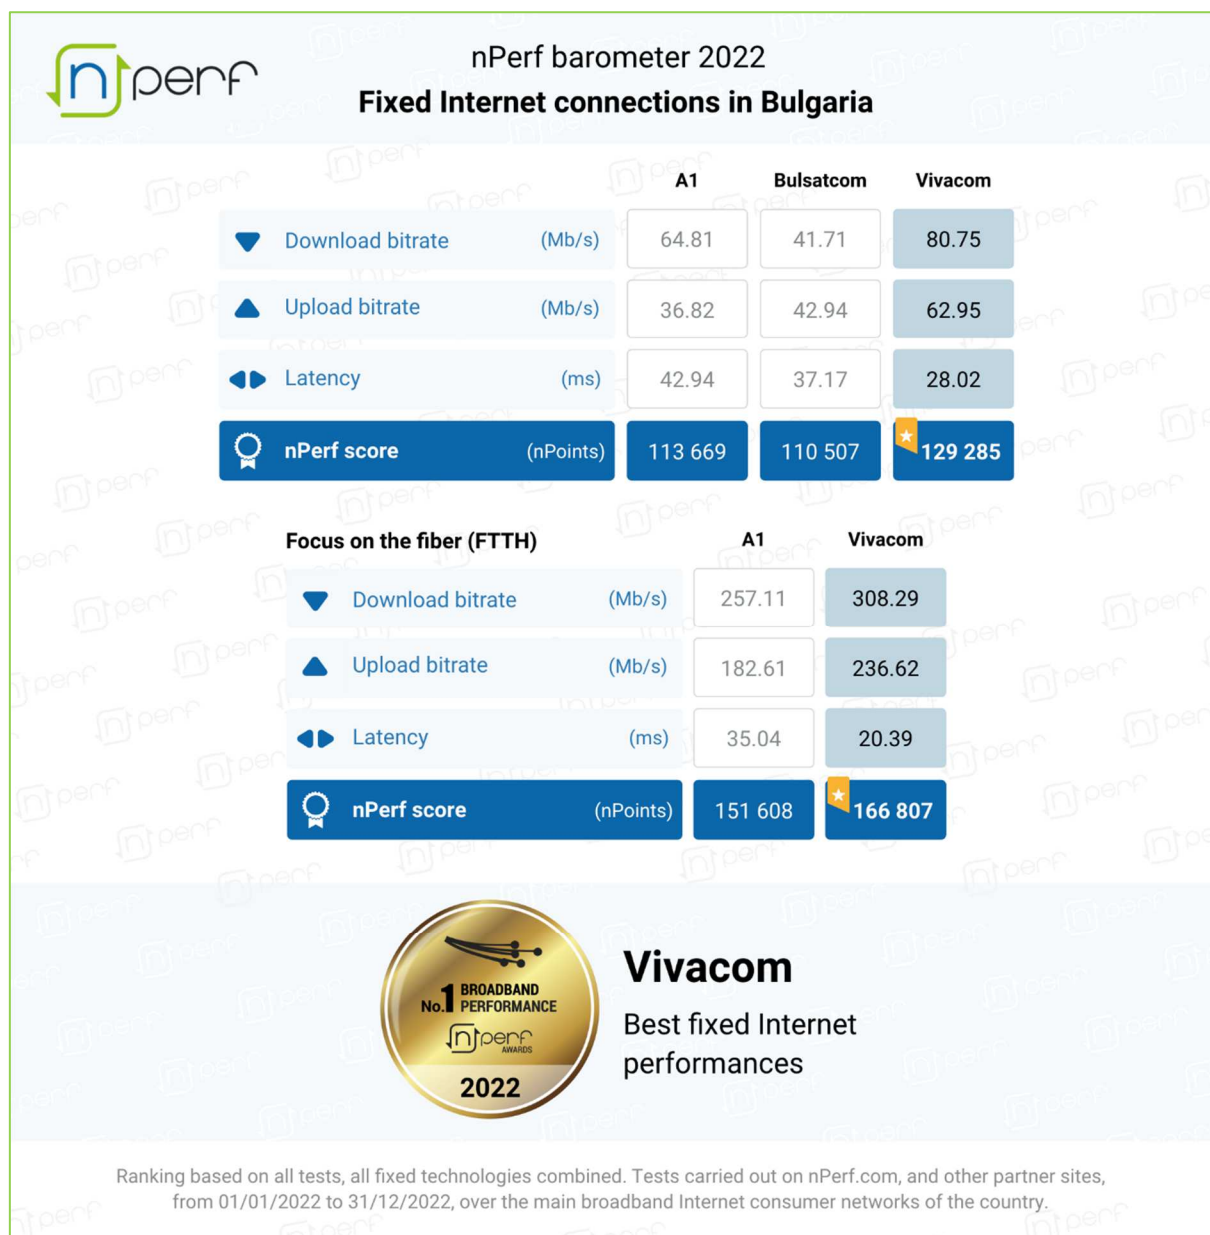 nperf
nPerf barometer 2022
Fixed Internet connections in Bulgaria
A1 Bulsatcom Vivacom
Download bitrate (Mb/s) 64.81 41.71 80.75
Upload bitrate (Mb/s) 36.82 42.94 62.95
Latency (ms) 42.94 37.17 28.02
nPerf score (nPoints) 113 669 110 507 129 285
Focus on the fiber (FTTH) A1 Vivacom
Download bitrate (Mb/s) 257.11 308.29
Upload bitrate (Mb/s) 182.61 236.62
Latency (ms) 35.04 20.39
nPerf score (nPoints) 151 608 166 807
No.1 BROADBAND PERFORMANCE
nperf
AWARDS
2022
Vivacom
Best fixed Internet
performances
Ranking based on all tests, all fixed technologies combined. Tests carried out on nPerf.com, and other partner sites,
from 01/01/2022 to 31/12/2022, over the main broadband Internet consumer networks of the country.